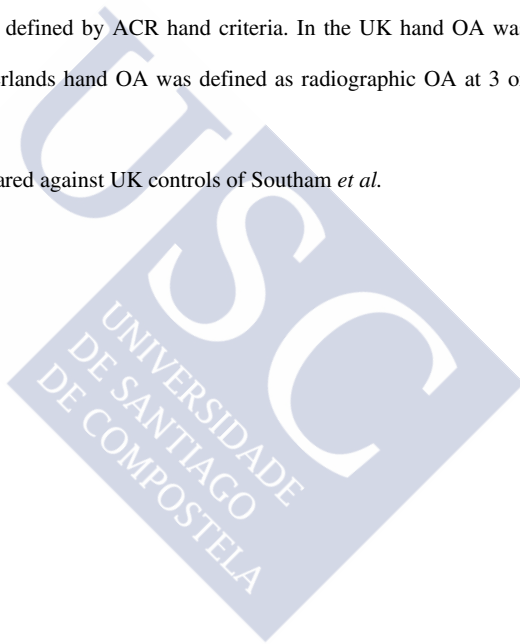 defined by ACR hand criteria. In the UK hand OA wa
erlands hand OA was defined as radiographic OA at 3 o
ared against UK controls of Southam et al.
USC
UNIVERSIDADE
DE SANTIAGO
DE COMPOSTELA